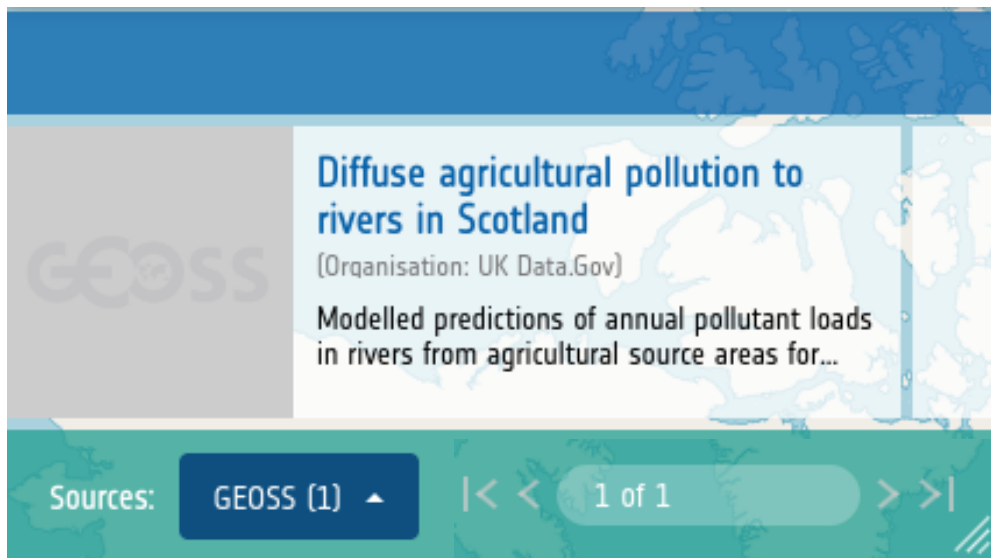 GEOSS
Diffuse agricultural pollution to
rivers in Scotland
(Organisation: UK Data.Gov)
Modelled predictions of annual pollutant loads
in rivers from agricultural source areas for...
Sources:
GEOSS (1)
1 of 1